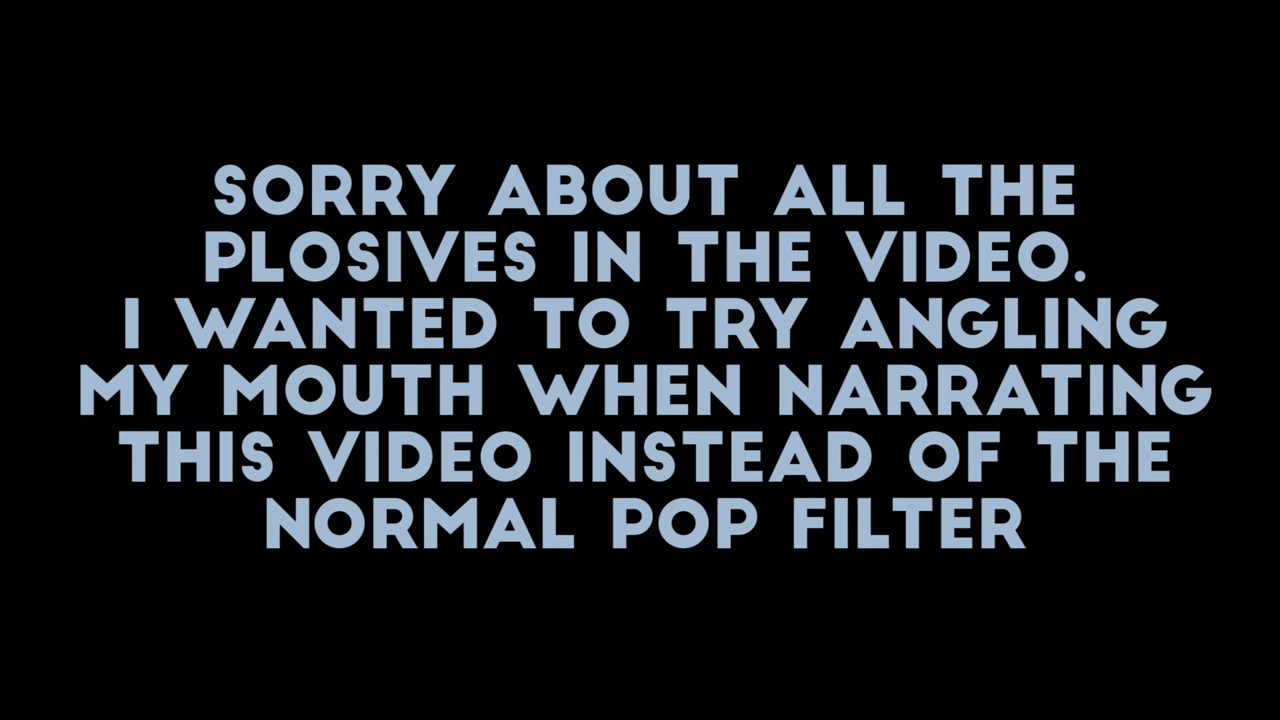 SORRY ABOUT ALL THE
PLOSIVES IN THE VIDEO.
I WANTED TO TRY ANGLING
MY MOUTH WHEN NARRATING
THIS VIDEO INSTEAD OF THE
NORMAL POP FILTER